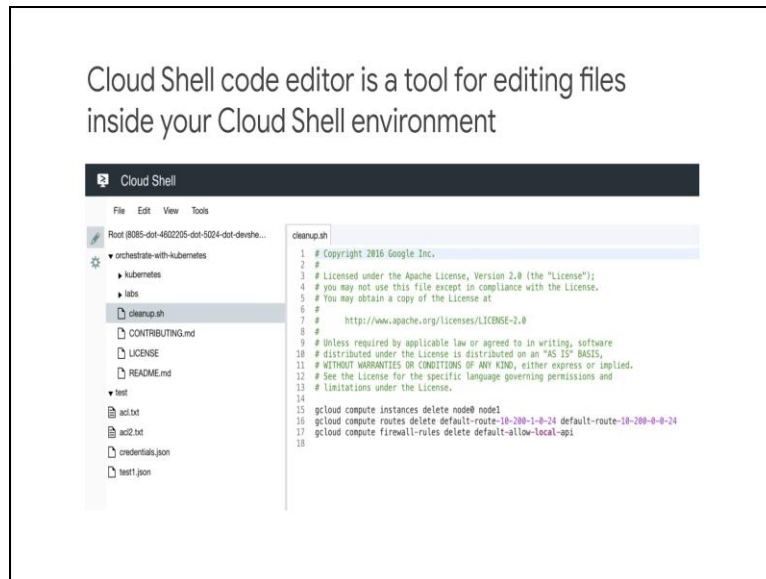 Cloud Shell code editor is a tool for editing files
inside your Cloud Shell environment
Cloud Shell
File Edit View Tools
Root (8085-dot-4602205-dot-5024-dot-devshe...
orchestrate-with-kubernetes
kubernetes
labs
cleanup.sh
CONTRIBUTING.md
LICENSE
README.md
test
acl.txt
acl2.txt
credentials.json
test1.json
cleanup.sh
1 # Copyright 2016 Google Inc.
2 #
3 # Licensed under the Apache License, Version 2.0 (the "License");
4 # you may not use this file except in compliance with the License.
5 # You may obtain a copy of the License at
6 #
7 # http://www.apache.org/licenses/LICENSE-2.0
8 #
9 # Unless required by applicable law or agreed to in writing, software
10 # distributed under the License is distributed on an "AS IS" BASIS,
11 # WITHOUT WARRANTIES OR CONDITIONS OF ANY KIND, either express or implied.
12 # See the License for the specific language governing permissions and
13 # limitations under the License.
14
15 gcloud compute instances delete node0 node1
16 gcloud compute routes delete default-route-10-200-1-0-24 default-route-10-200-0-0-24
17 gcloud compute firewall-rules delete default-allow-local-api
18